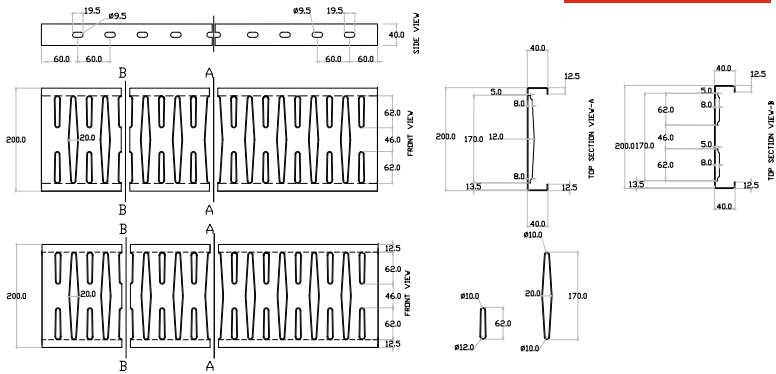 19.5
Ø9.5
Ø9.5
19.5
40.0
SIDE VIEW
60.0
60.0
60.0
60.0
B
A
200.0
20.0
62.0
46.0
62.0
FRONT VIEW
B
A
B
A
200.0
20.0
12.5
62.0
46.0
62.0
12.5
FRONT VIEW
B
A
40.0
12.5
5.0
8.0
200.0
170.0
12.0
8.0
13.5
12.5
40.0
TOP SECTION VIEW-A
40.0
12.5
5.0
8.0
62.0
46.0
200.0
170.0
5.0
62.0
8.0
13.5
12.5
40.0
TOP SECTION VIEW-B
Ø10.0
62.0
Ø12.0
Ø10.0
20.0
170.0
Ø10.0